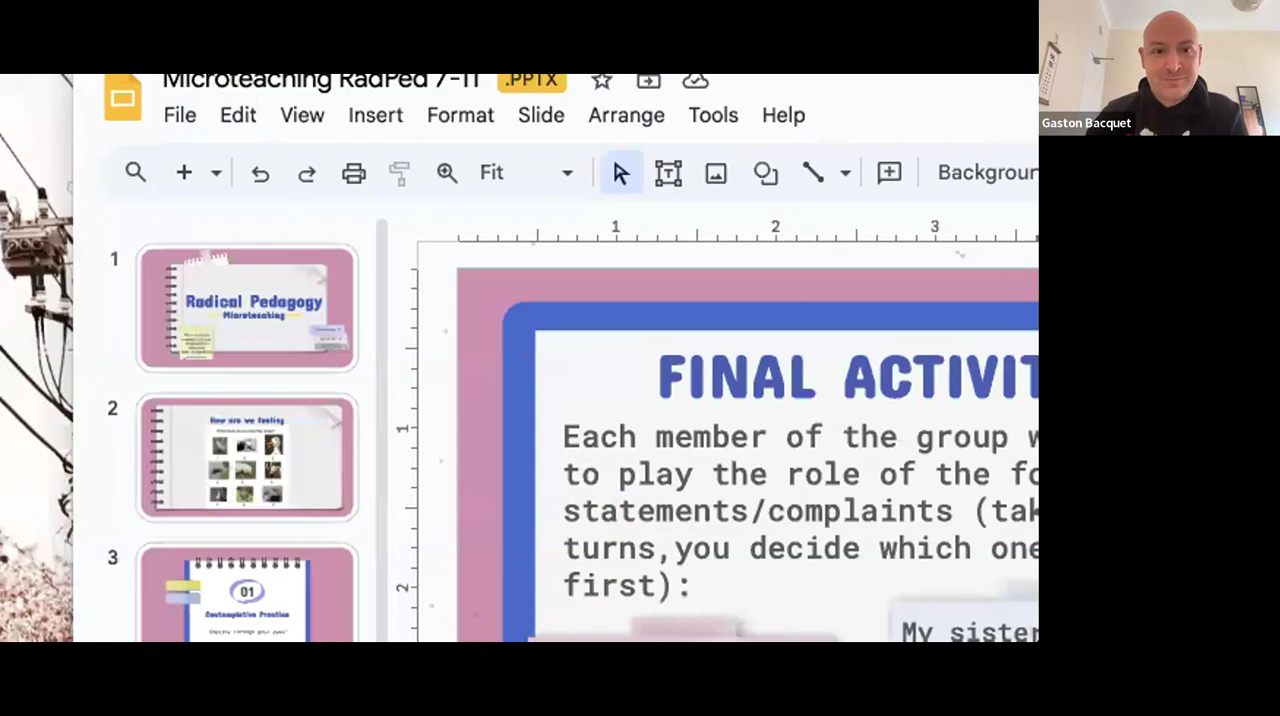 Microteaching RadPed 7-11 .PPTX
File Edit View Insert Format Slide Arrange Tools Help
Fit
Backgroun
1 2 3
1
Radical Pedagogy
Microteaching
2
How are we feeling
3
01
Contemplative Practice
1
2
FINAL ACTIVIT
Each member of the group w
to play the role of the fo
statements/complaints (tak
turns,you decide which one
first):
My sister
Gaston Bacquet